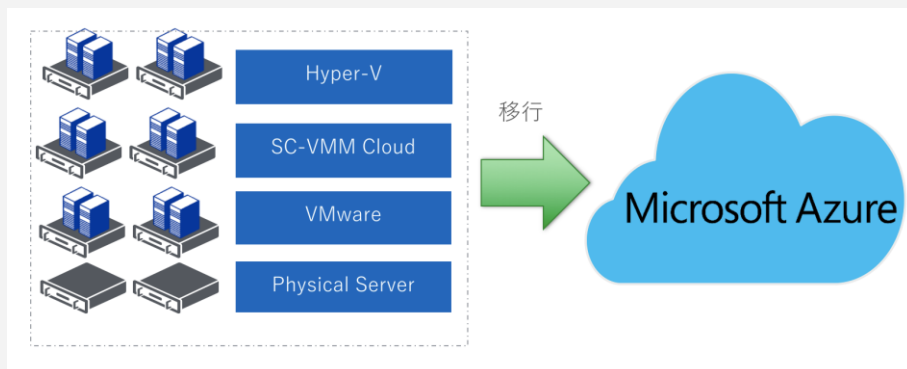 Hyper-V
SC-VMM Cloud
VMware
Physical Server
移行
Microsoft Azure